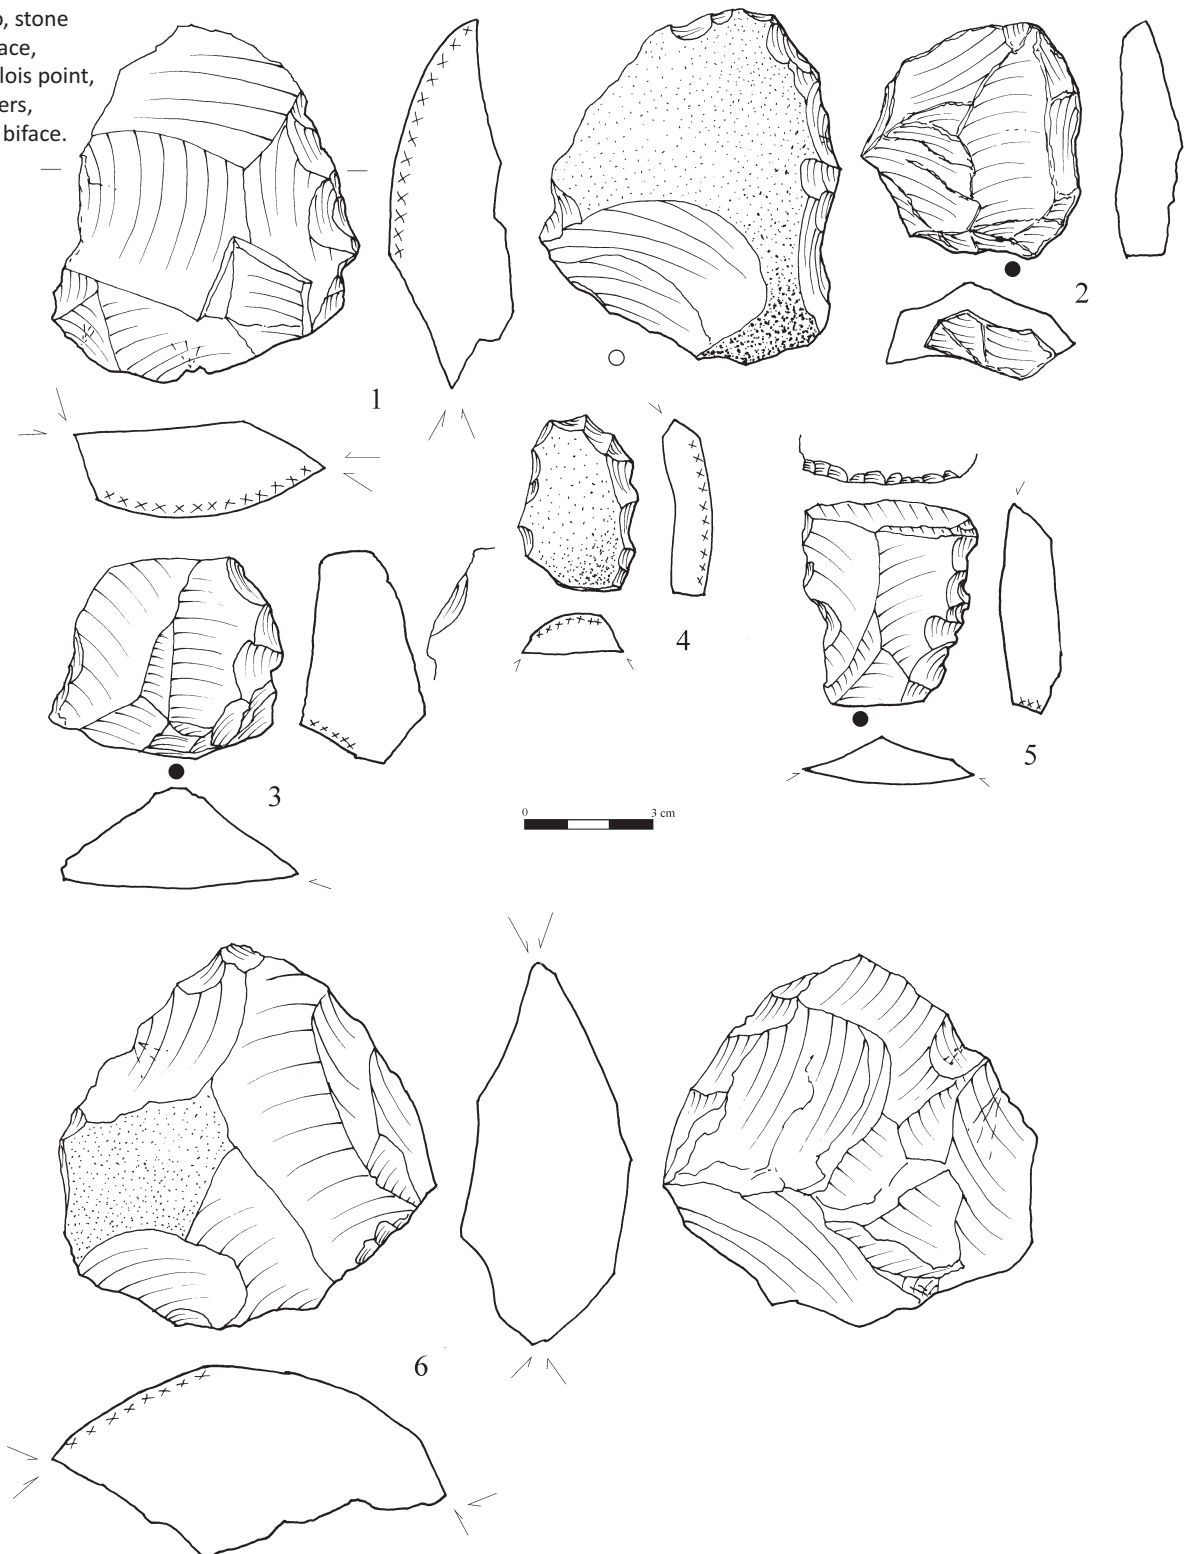 , stone
ace,
lois point,
ers,
biface.
1
2
3
4
5
0 3 cm
6